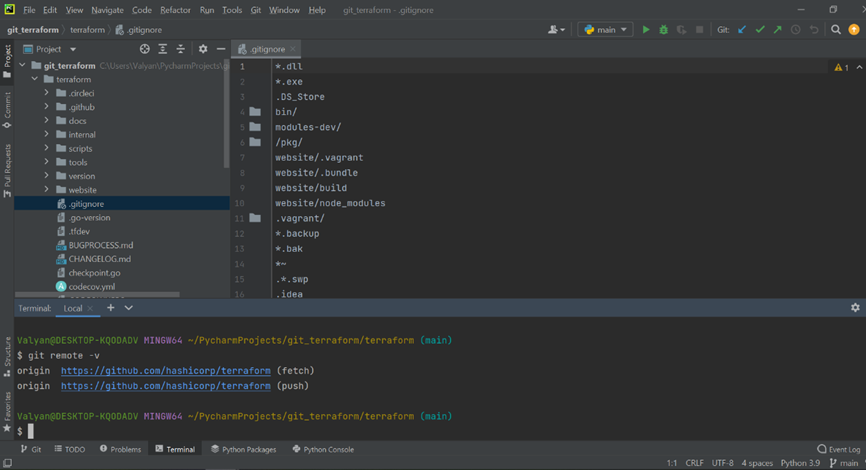 File Edit View Navigate Code Refactor Run Tools Git Window Help git_terraform - .gitignore
git_terraform terraform .gitignore main Git:
Project .gitignore
Project
git_terraform C:\Users\Valyan\PycharmProjects\
terraform
.circleci
.github
docs
internal
scripts
tools
version
website
.gitignore
.go-version
.tfdev
BUGPROCESS.md
CHANGELOG.md
checkpoint.go
codecov.yml
1 *.dll
2 *.exe
3 .DS_Store
4 bin/
5 modules-dev/
6 /pkg/
7 website/.vagrant
8 website/.bundle
9 website/build
10 website/node_modules
11 .vagrant/
12 *.backup
13 *.bak
14 *~
15 .*.swp
16 .idea
1
Commit
Pull Requests
Structure
Favorites
Terminal: Local
Valyan@DESKTOP-KQODADV MINGW64 ~/PycharmProjects/git_terraform/terraform (main)
$ git remote -v
origin https://github.com/hashicorp/terraform (fetch)
origin https://github.com/hashicorp/terraform (push)
Valyan@DESKTOP-KQODADV MINGW64 ~/PycharmProjects/git_terraform/terraform (main)
$
Git TODO Problems Terminal Python Packages Python Console Event Log
1:1 CRLF UTF-8 4 spaces Python 3.9 main